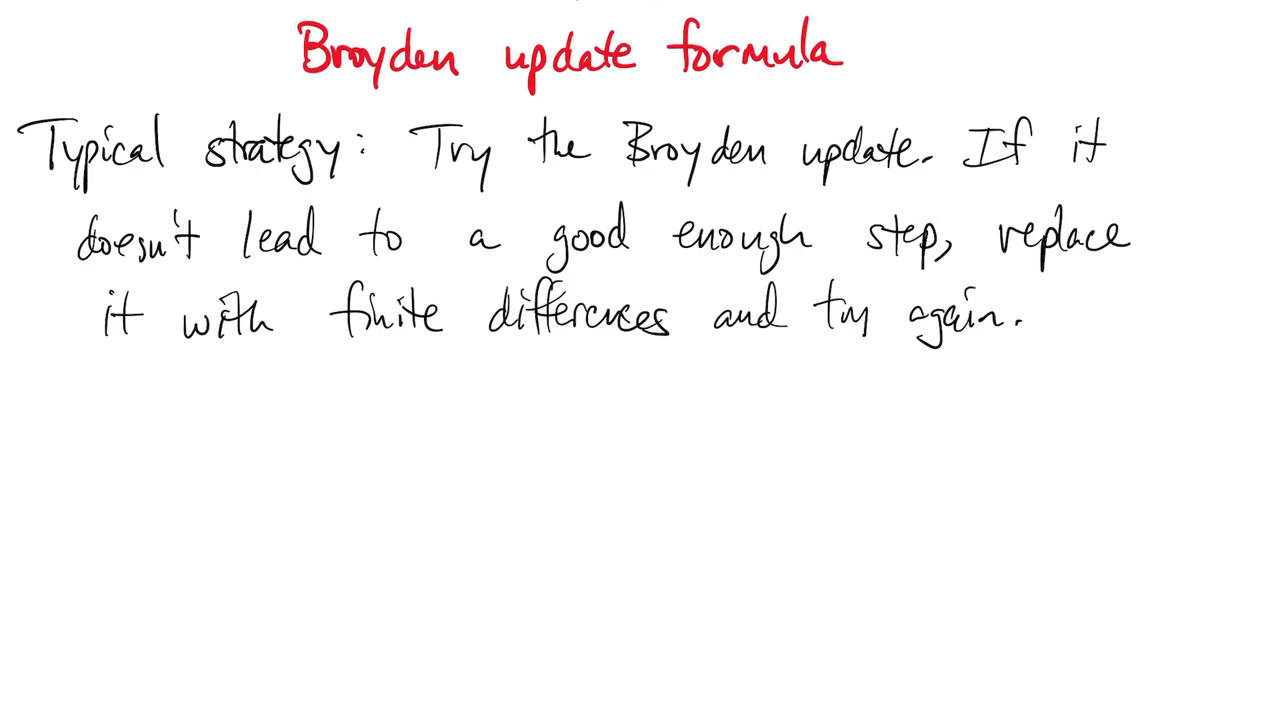 Broyden update formula
Typical strategy: Try the Broyden update. If it
doesn't lead to a good enough step, replace
it with finite differences and try again.